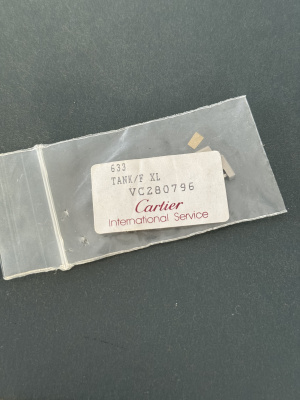 633
TANK/F XL
VC280796
Cartier
International Service